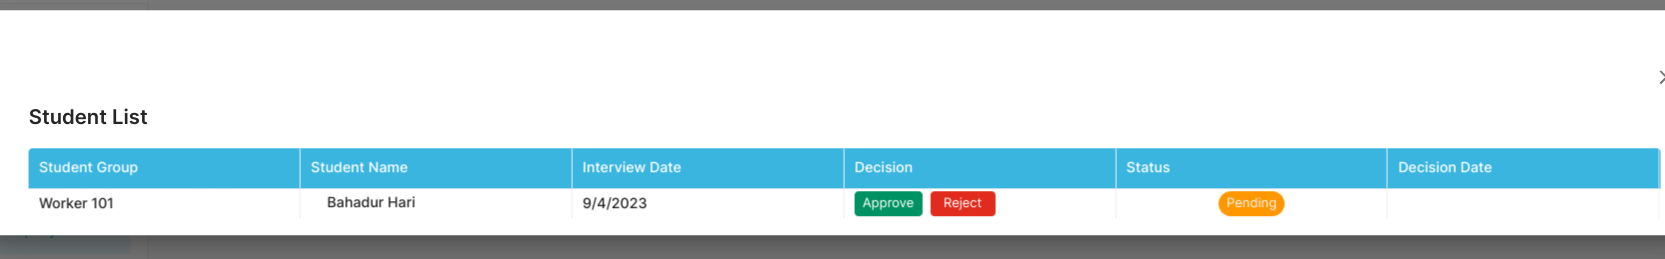 Student List
Student Group Student Name Interview Date Decision Status Decision Date
Worker 101 Bahadur Hari 9/4/2023 Approve Reject Pending